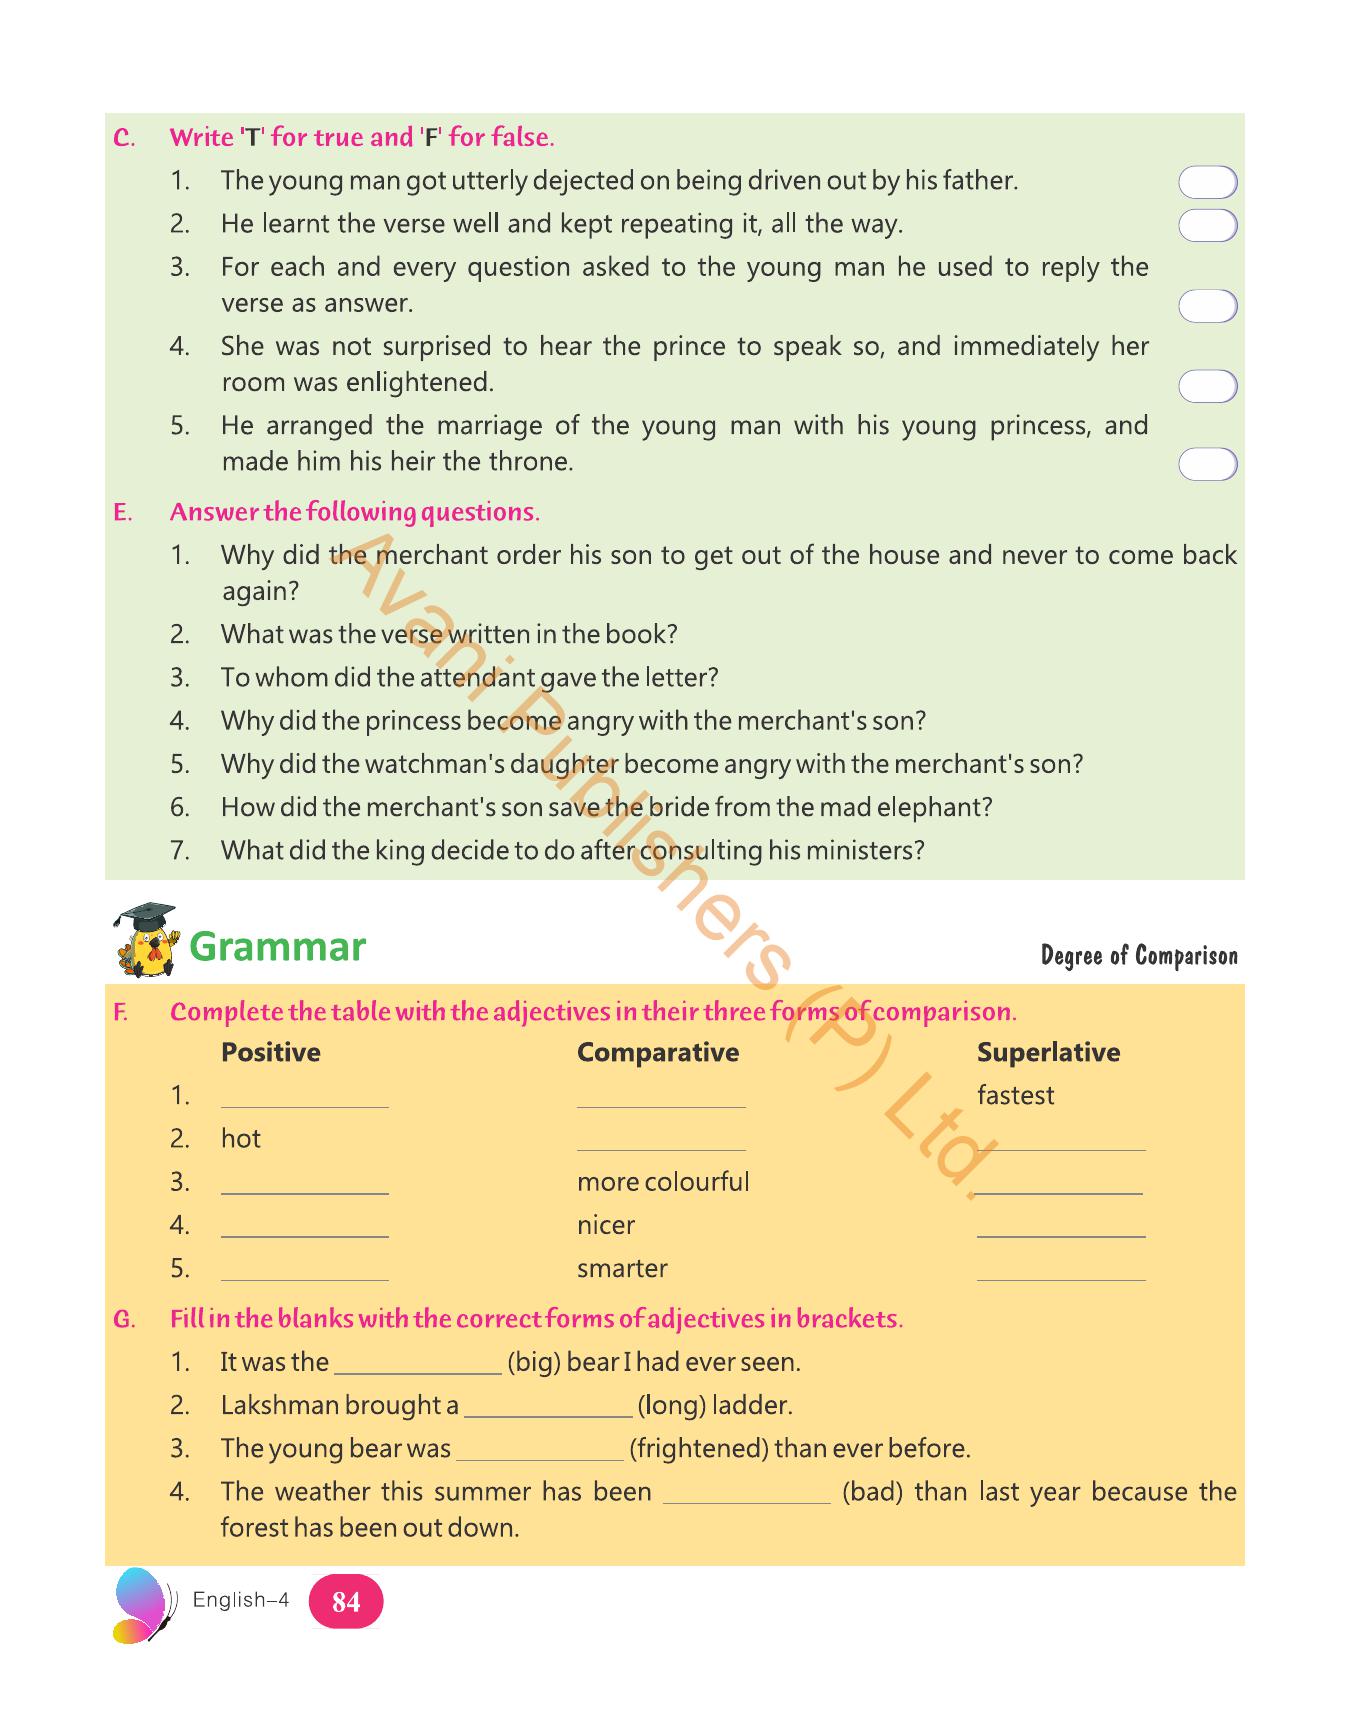 C. Write 'T' for true and 'F' for false.
1. The young man got utterly dejected on being driven out by his father.
2. He learnt the verse well and kept repeating it, all the way.
3. For each and every question asked to the young man he used to reply the
verse as answer.
4. She was not surprised to hear the prince to speak so, and immediately her
room was enlightened.
5. He arranged the marriage of the young man with his young princess, and
made him his heir the throne.
E. Answer the following questions.
1. Why did the merchant order his son to get out of the house and never to come back
again?
2. What was the verse written in the book?
3. To whom did the attendant gave the letter?
4. Why did the princess become angry with the merchant's son?
5. Why did the watchman's daughter become angry with the merchant's son?
6. How did the merchant's son save the bride from the mad elephant?
7. What did the king decide to do after consulting his ministers?
Avani Publishers (P) Ltd.
Grammar
Degree of Comparison
F. Complete the table with the adjectives in their three forms of comparison.
Positive Comparative Superlative
1. ____________ ____________ fastest
2. hot ____________ ____________
3. ____________ more colourful ____________
4. ____________ nicer ____________
5. ____________ smarter ____________
G. Fill in the blanks with the correct forms of adjectives in brackets.
1. It was the ____________ (big) bear I had ever seen.
2. Lakshman brought a ____________ (long) ladder.
3. The young bear was ____________ (frightened) than ever before.
4. The weather this summer has been ____________ (bad) than last year because the
forest has been out down.
English–4 84